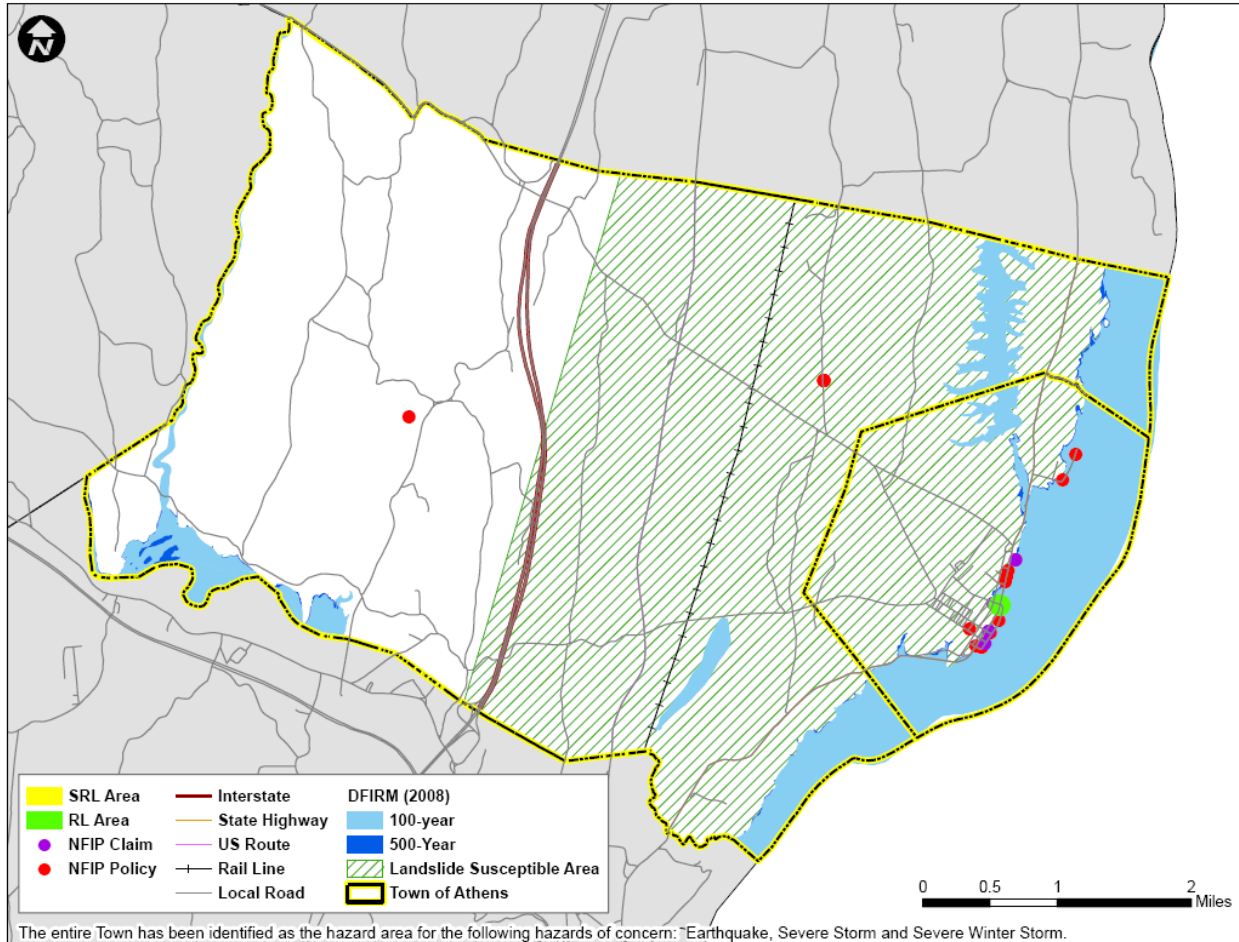 N
SRL Area
RL Area
NFIP Claim
NFIP Policy
Interstate
State Highway
US Route
Rail Line
Local Road
DFIRM (2008)
100-year
500-Year
Landslide Susceptible Area
Town of Athens
0 0.5 1 2
Miles
The entire Town has been identified as the hazard area for the following hazards of concern: Earthquake, Severe Storm and Severe Winter Storm.